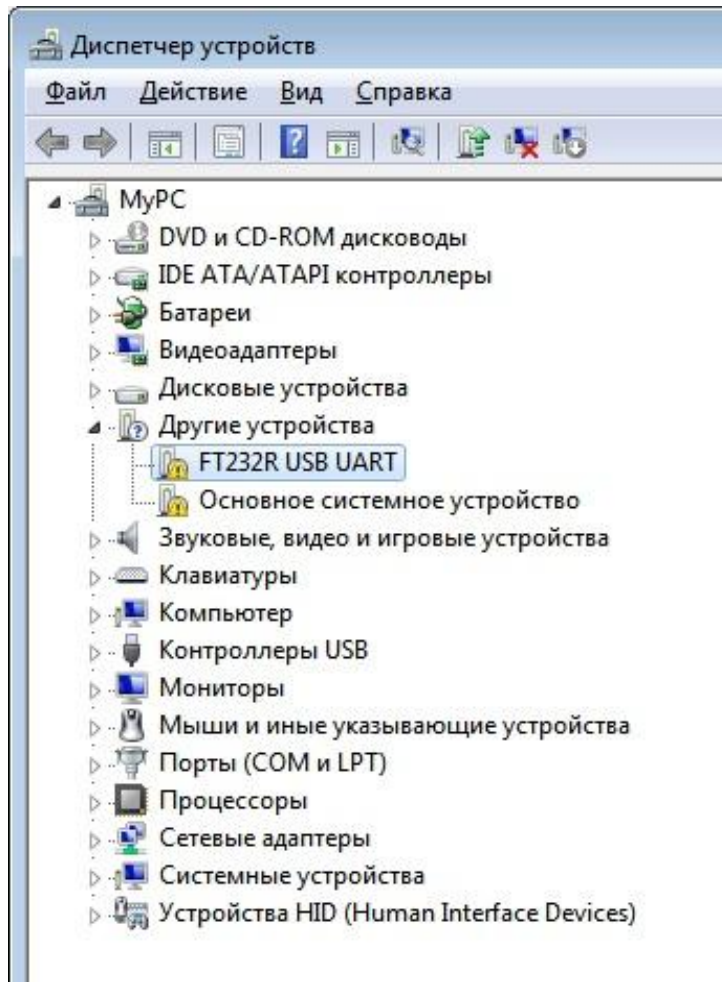 Диспетчер устройств
Файл Действие Вид Справка
MyPC
DVD и CD-ROM дисководы
IDE ATA/ATAPI контроллеры
Батареи
Видеоадаптеры
Дисковые устройства
Другие устройства
FT232R USB UART
Основное системное устройство
Звуковые, видео и игровые устройства
Клавиатуры
Компьютер
Контроллеры USB
Мониторы
Мыши и иные указывающие устройства
Порты (COM и LPT)
Процессоры
Сетевые адаптеры
Системные устройства
Устройства HID (Human Interface Devices)